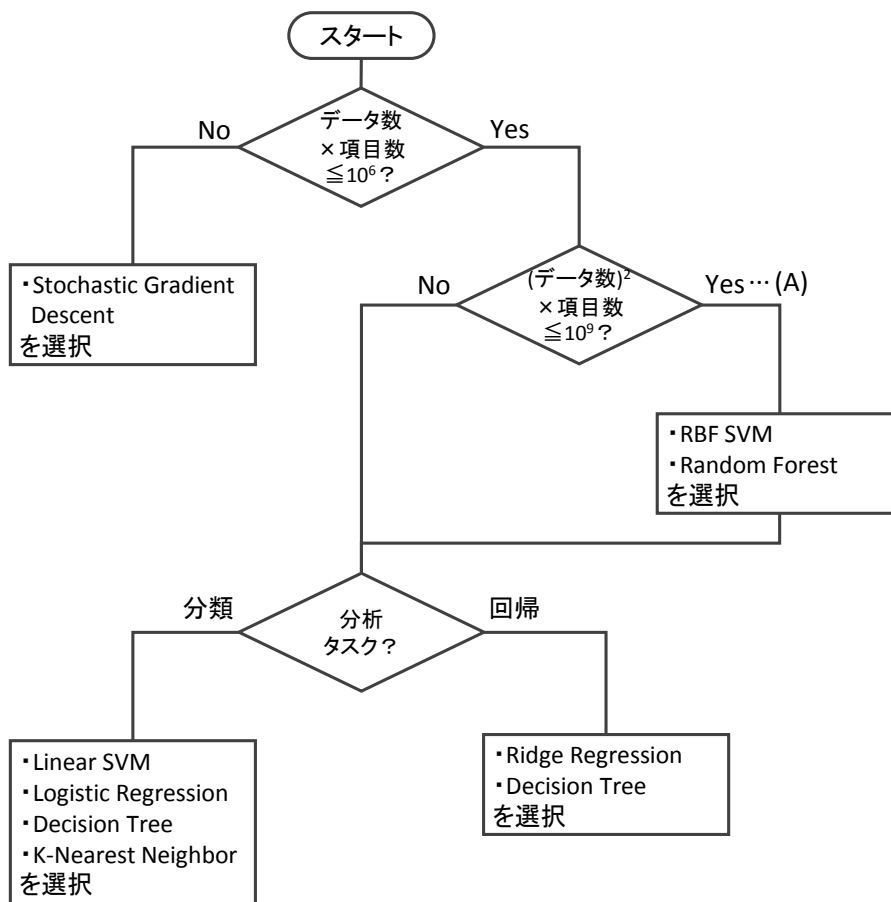 スタート
データ数
×項目数
≦10⁶？
No
Yes
・Stochastic Gradient
Descent
を選択
(データ数)²
×項目数
≦10⁹？
No
Yes…(A)
・RBF SVM
・Random Forest
を選択
分析
タスク？
分類
回帰
・Linear SVM
・Logistic Regression
・Decision Tree
・K-Nearest Neighbor
を選択
・Ridge Regression
・Decision Tree
を選択